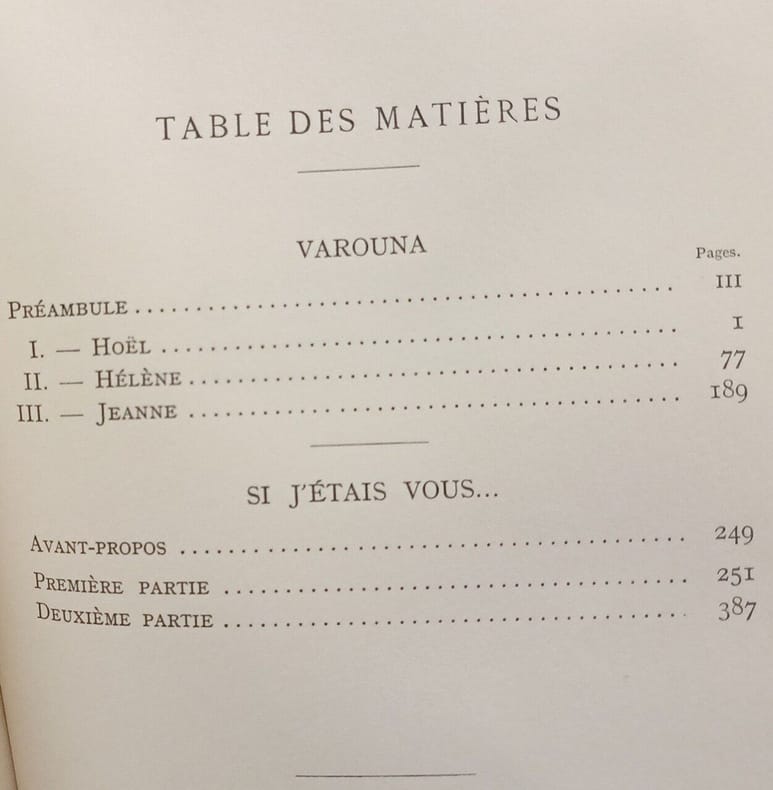 TABLE DES MATIÈRES
VAROUNA
Pages.
PRÉAMBULE ........................................ III
I. — HOËL ........................................ 1
II. — HÉLÈNE ........................................ 77
III. — JEANNE ........................................ 189
SI J'ÉTAIS VOUS...
AVANT-PROPOS ........................................ 249
PREMIÈRE PARTIE ........................................ 251
DEUXIÈME PARTIE ........................................ 387